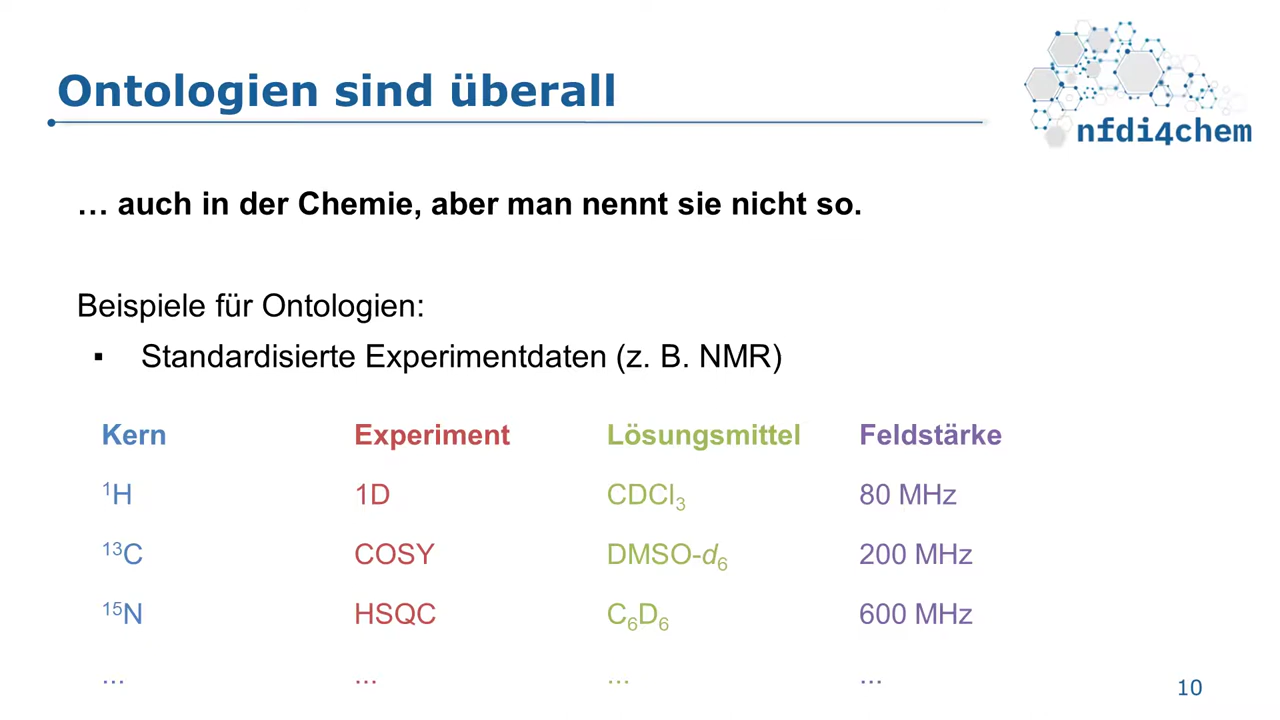 Ontologien sind überall
nfdi4chem
… auch in der Chemie, aber man nennt sie nicht so.
Beispiele für Ontologien:
▪ Standardisierte Experimentdaten (z. B. NMR)
Kern Experiment Lösungsmittel Feldstärke
¹H 1D CDCl₃ 80 MHz
¹³C COSY DMSO-d₆ 200 MHz
¹⁵N HSQC C₆D₆ 600 MHz
... ... ... ...
10